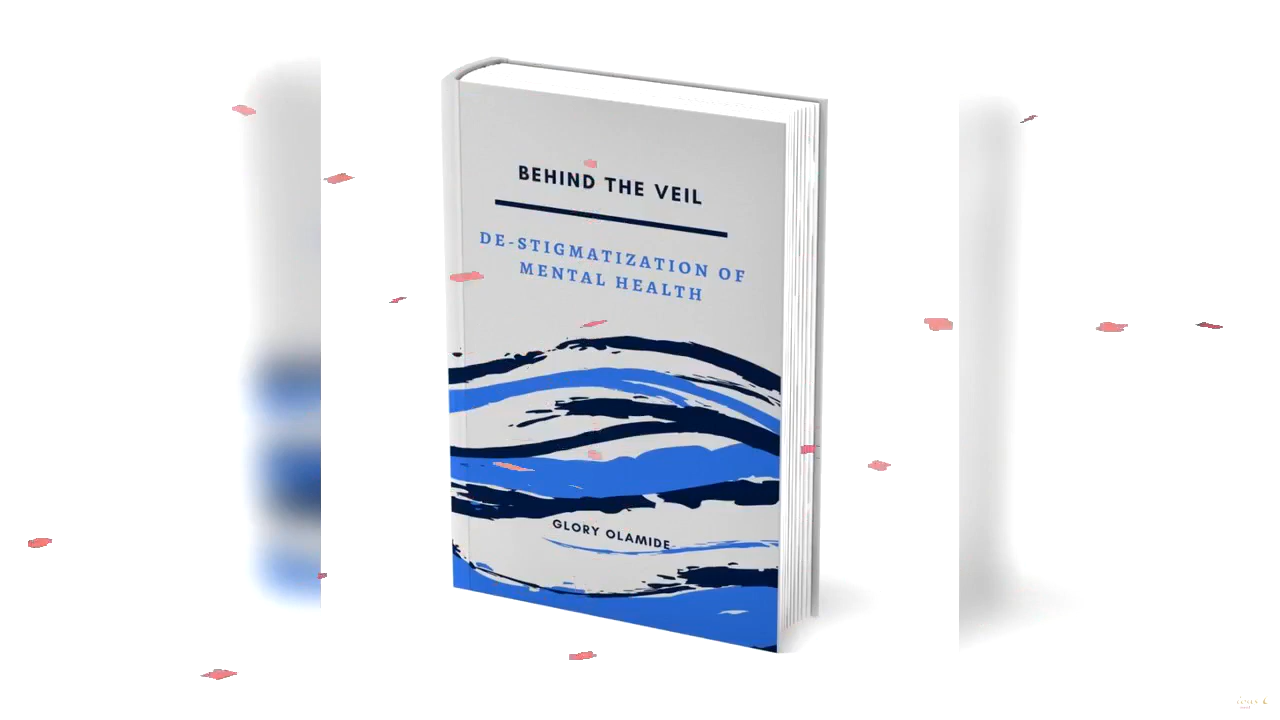 BEHIND THE VEIL
DE-STIGMATIZATION OF
MENTAL HEALTH
GLORY OLAMIDE